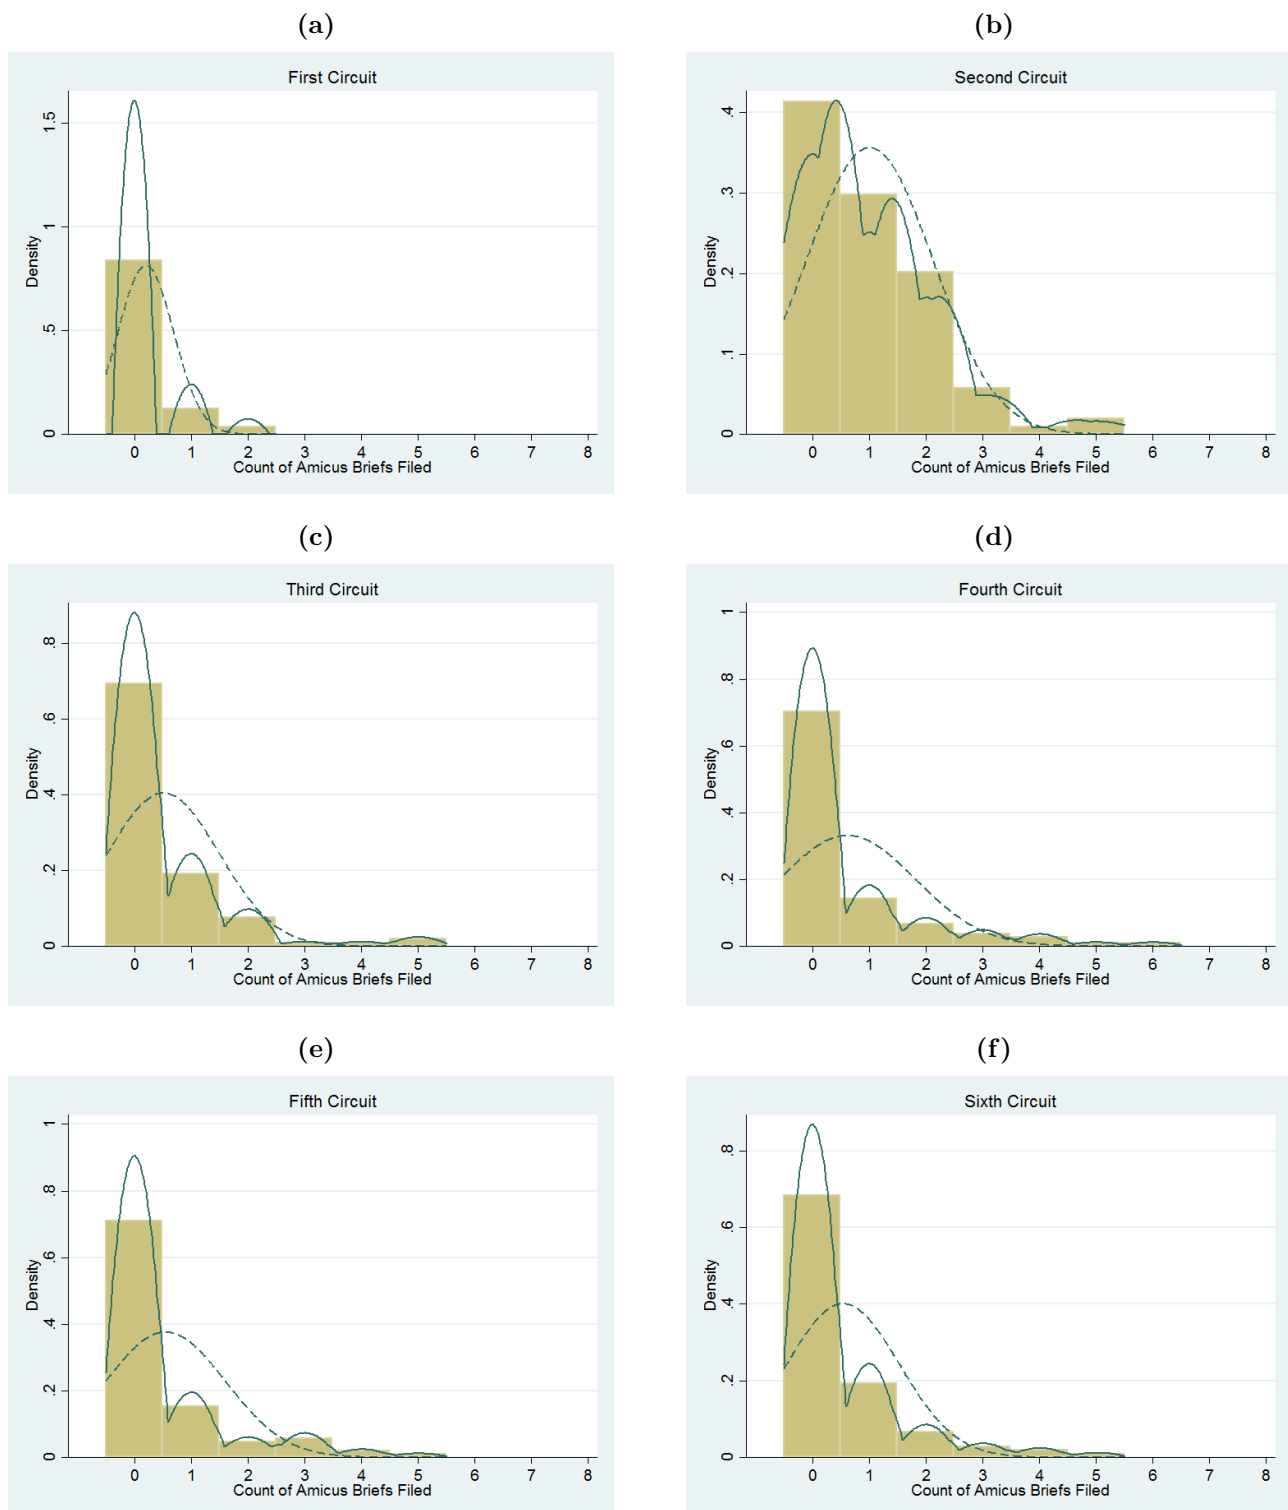 (a)
First Circuit
Density
0 .5 1 1.5
0 1 2 3 4 5 6 7 8
Count of Amicus Briefs Filed
(b)
Second Circuit
Density
0 .1 .2 .3 .4
0 1 2 3 4 5 6 7 8
Count of Amicus Briefs Filed
(c)
Third Circuit
Density
0 .2 .4 .6 .8
0 1 2 3 4 5 6 7 8
Count of Amicus Briefs Filed
(d)
Fourth Circuit
Density
0 .2 .4 .6 .8 1
0 1 2 3 4 5 6 7 8
Count of Amicus Briefs Filed
(e)
Fifth Circuit
Density
0 .2 .4 .6 .8 1
0 1 2 3 4 5 6 7 8
Count of Amicus Briefs Filed
(f)
Sixth Circuit
Density
0 .2 .4 .6 .8
0 1 2 3 4 5 6 7 8
Count of Amicus Briefs Filed